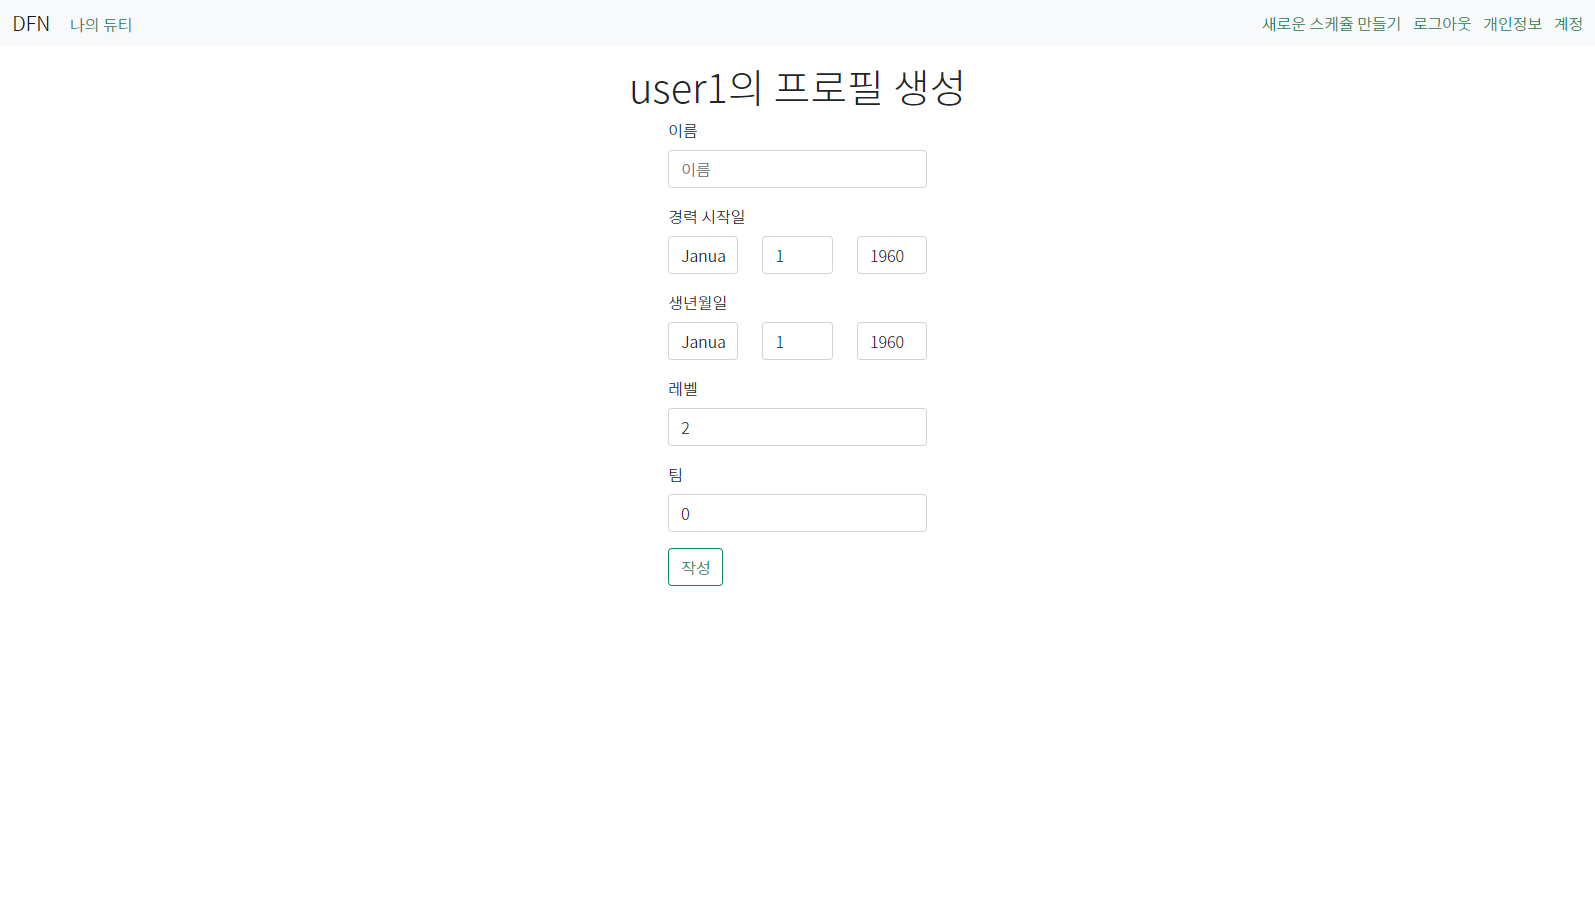 DFN 나의 듀티 새로운 스케쥴 만들기 로그아웃 개인정보 계정
user1의 프로필 생성
이름
이름
경력 시작일
Janua 1 1960
생년월일
Janua 1 1960
레벨
2
팀
0
작성